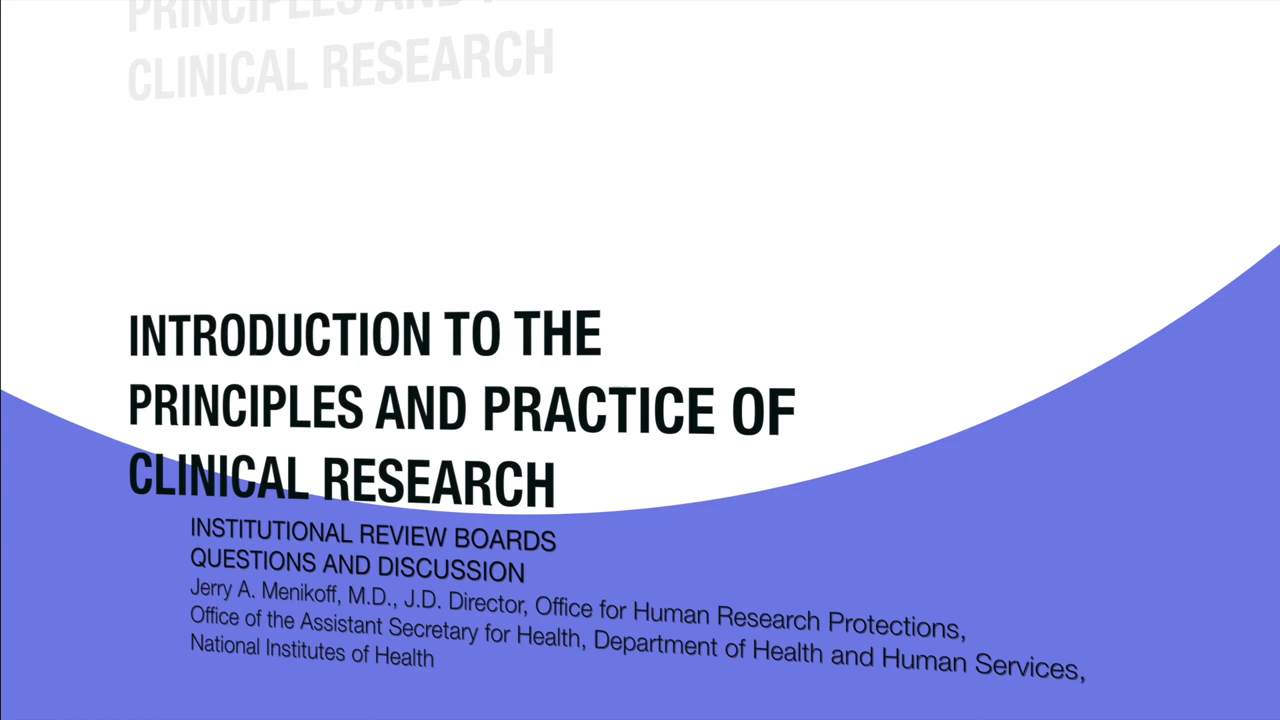 PRINCIPLES AND
CLINICAL RESEARCH
INTRODUCTION TO THE
PRINCIPLES AND PRACTICE OF
CLINICAL RESEARCH
INSTITUTIONAL REVIEW BOARDS
QUESTIONS AND DISCUSSION
Jerry A. Menikoff, M.D., J.D. Director, Office for Human Research Protections,
Office of the Assistant Secretary for Health, Department of Health and Human Services,
National Institutes of Health